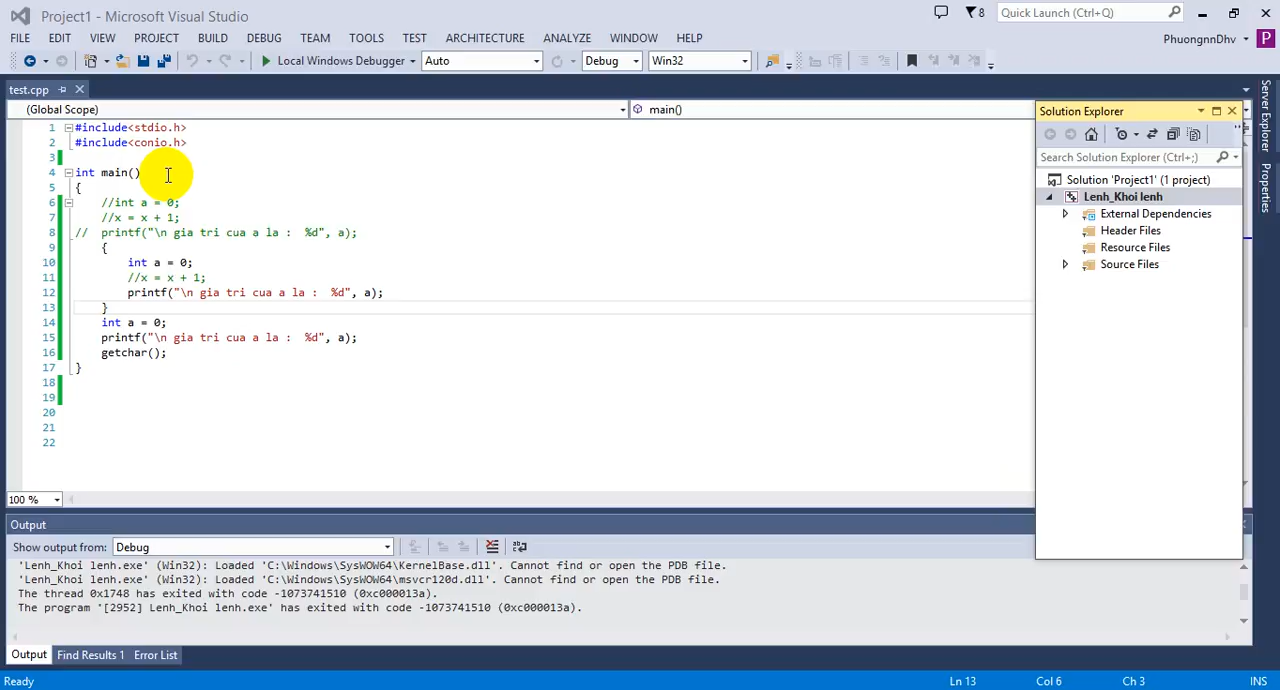 Project1 - Microsoft Visual Studio
8
Quick Launch (Ctrl+Q)
FILE EDIT VIEW PROJECT BUILD DEBUG TEAM TOOLS TEST ARCHITECTURE ANALYZE WINDOW HELP
PhuongnnDhv
P
Local Windows Debugger
Auto
Debug
Win32
test.cpp
(Global Scope)
main()
1 #include<stdio.h>
2 #include<conio.h>
3
4 int main()
5 {
6 //int a = 0;
7 //x = x + 1;
8 // printf("\n gia tri cua a la : %d", a);
9 {
10 int a = 0;
11 //x = x + 1;
12 printf("\n gia tri cua a la : %d", a);
13 }
14 int a = 0;
15 printf("\n gia tri cua a la : %d", a);
16 getchar();
17 }
18
19
20
21
22
100 %
Solution Explorer
Search Solution Explorer (Ctrl+;)
Solution 'Project1' (1 project)
Lenh_Khoi lenh
External Dependencies
Header Files
Resource Files
Source Files
Server Explorer
Properties
Output
Show output from: Debug
'Lenh_Khoi lenh.exe' (Win32): Loaded 'C:\Windows\SysWOW64\KernelBase.dll'. Cannot find or open the PDB file.
'Lenh_Khoi lenh.exe' (Win32): Loaded 'C:\Windows\SysWOW64\msvcr120d.dll'. Cannot find or open the PDB file.
The thread 0x1748 has exited with code -1073741510 (0xc000013a).
The program '[2952] Lenh_Khoi lenh.exe' has exited with code -1073741510 (0xc000013a).
Output Find Results 1 Error List
Ready
Ln 13
Col 6
Ch 3
INS